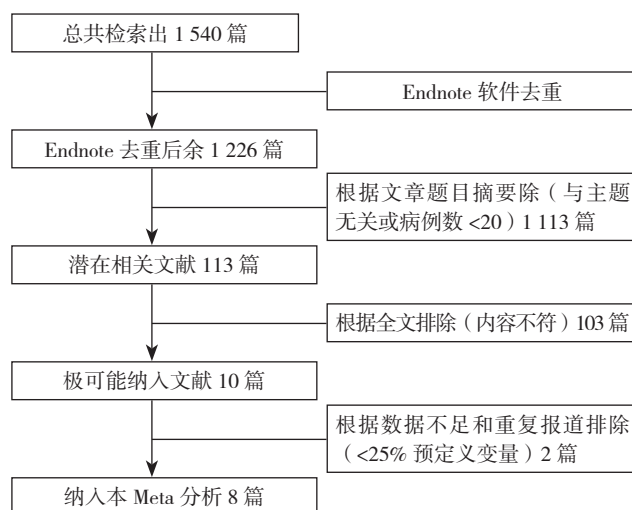 总共检索出 1 540 篇
Endnote 软件去重
Endnote 去重后余 1 226 篇
根据文章题目摘要除（与主题
无关或病例数 <20）1 113 篇
潜在相关文献 113 篇
根据全文排除（内容不符）103 篇
极可能纳入文献 10 篇
根据数据不足和重复报道排除
（<25% 预定义变量）2 篇
纳入本 Meta 分析 8 篇